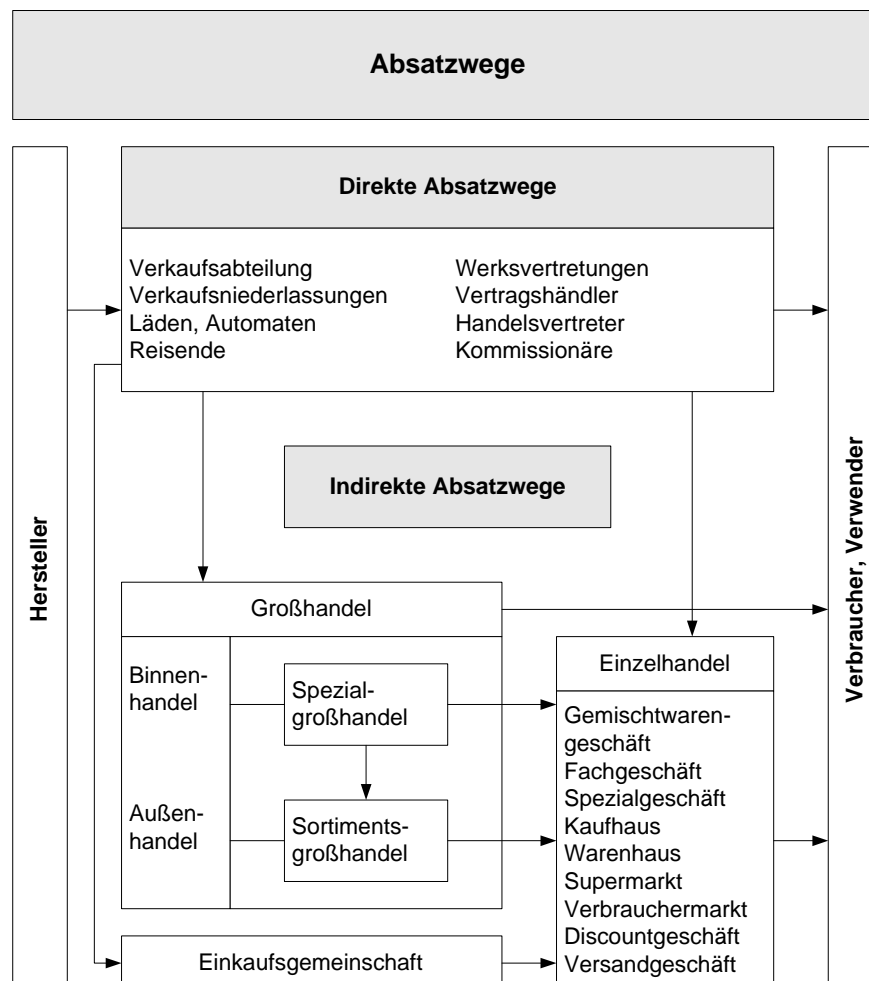 Absatzwege
Direkte Absatzwege
Verkaufsabteilung
Verkaufsniederlassungen
Läden, Automaten
Reisende
Werksvertretungen
Vertragshändler
Handelsvertreter
Kommissionäre
Indirekte Absatzwege
Hersteller
Verbraucher, Verwender
Großhandel
Binnen-
handel
Außen-
handel
Spezial-
großhandel
Sortiments-
großhandel
Einzelhandel
Gemischtwaren-
geschäft
Fachgeschäft
Spezialgeschäft
Kaufhaus
Warenhaus
Supermarkt
Verbrauchermarkt
Discountgeschäft
Versandgeschäft
Einkaufsgemeinschaft